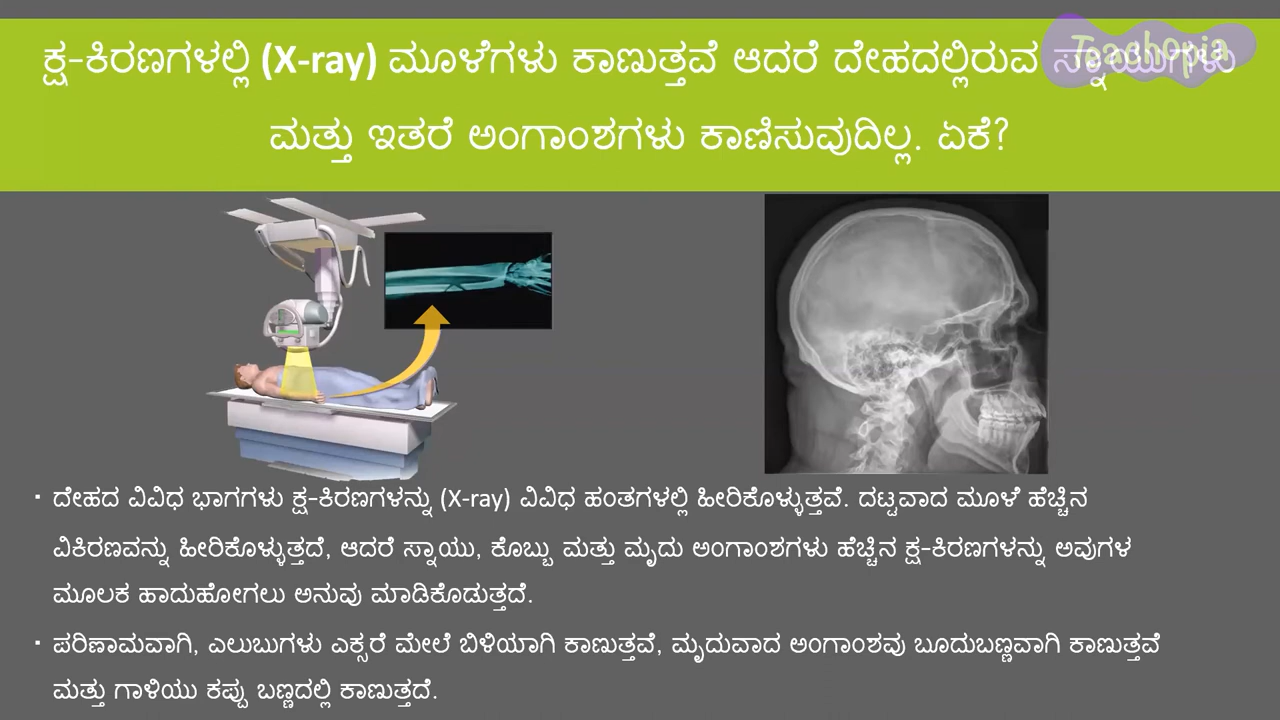 ಕ್ಷ-ಕಿರಣಗಳಲ್ಲಿ (X-ray) ಮೂಳೆಗಳು ಕಾಣುತ್ತವೆ ಆದರೆ ದೇಹದಲ್ಲಿರುವ ಸ್ನಾಯುಗಳು
Teachopia
ಮತ್ತು ಇತರೆ ಅಂಗಾಂಶಗಳು ಕಾಣಿಸುವುದಿಲ್ಲ. ಏಕೆ?
▪ ದೇಹದ ವಿವಿಧ ಭಾಗಗಳು ಕ್ಷ-ಕಿರಣಗಳನ್ನು (X-ray) ವಿವಿಧ ಹಂತಗಳಲ್ಲಿ ಹೀರಿಕೊಳ್ಳುತ್ತವೆ. ದಟ್ಟವಾದ ಮೂಳೆ ಹೆಚ್ಚಿನ
ವಿಕಿರಣವನ್ನು ಹೀರಿಕೊಳ್ಳುತ್ತದೆ, ಆದರೆ ಸ್ನಾಯು, ಕೊಬ್ಬು ಮತ್ತು ಮೃದು ಅಂಗಾಂಶಗಳು ಹೆಚ್ಚಿನ ಕ್ಷ-ಕಿರಣಗಳನ್ನು ಅವುಗಳ
ಮೂಲಕ ಹಾದುಹೋಗಲು ಅನುವು ಮಾಡಿಕೊಡುತ್ತದೆ.
▪ ಪರಿಣಾಮವಾಗಿ, ಎಲುಬುಗಳು ಎಕ್ಸರೆ ಮೇಲೆ ಬಿಳಿಯಾಗಿ ಕಾಣುತ್ತವೆ, ಮೃದುವಾದ ಅಂಗಾಂಶವು ಬೂದುಬಣ್ಣವಾಗಿ ಕಾಣುತ್ತವೆ
ಮತ್ತು ಗಾಳಿಯು ಕಪ್ಪು ಬಣ್ಣದಲ್ಲಿ ಕಾಣುತ್ತದೆ.